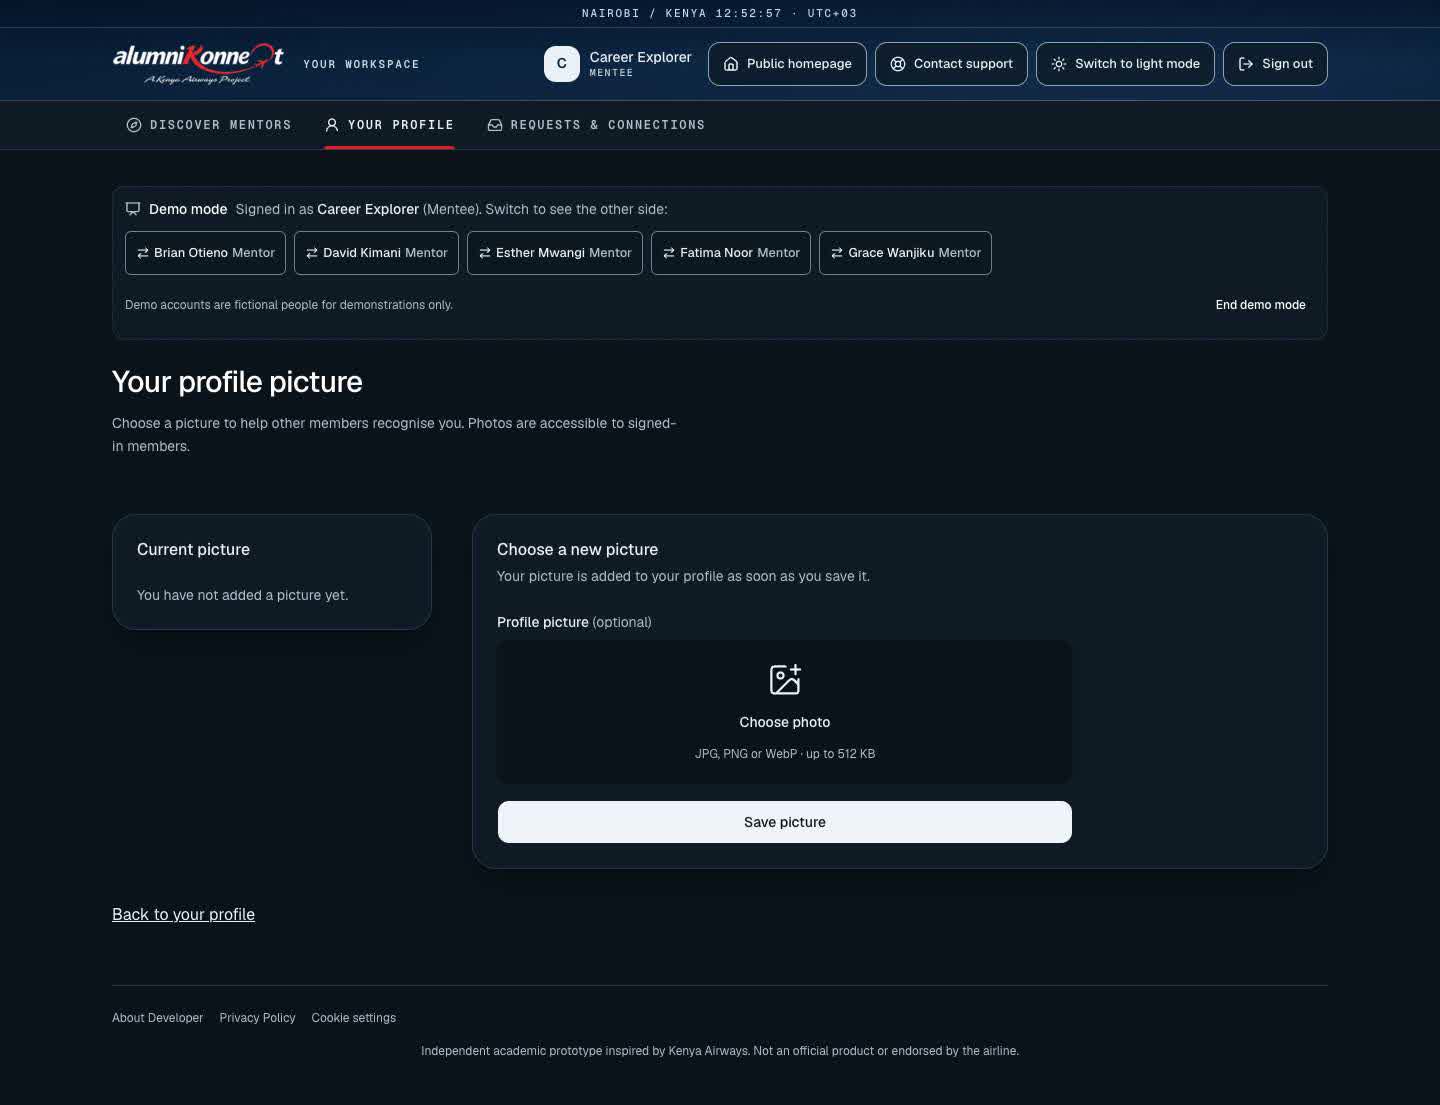 NAIROBI / KENYA 12:52:57 · UTC+03
alumniKonnect
A Kenya Airways Project
YOUR WORKSPACE
C
Career Explorer
MENTEE
Public homepage
Contact support
Switch to light mode
Sign out
DISCOVER MENTORS
YOUR PROFILE
REQUESTS & CONNECTIONS
Demo mode Signed in as Career Explorer (Mentee). Switch to see the other side:
Brian Otieno Mentor
David Kimani Mentor
Esther Mwangi Mentor
Fatima Noor Mentor
Grace Wanjiku Mentor
Demo accounts are fictional people for demonstrations only.
End demo mode
Your profile picture
Choose a picture to help other members recognise you. Photos are accessible to signed-
in members.
Current picture
You have not added a picture yet.
Choose a new picture
Your picture is added to your profile as soon as you save it.
Profile picture (optional)
Choose photo
JPG, PNG or WebP · up to 512 KB
Save picture
Back to your profile
About Developer
Privacy Policy
Cookie settings
Independent academic prototype inspired by Kenya Airways. Not an official product or endorsed by the airline.